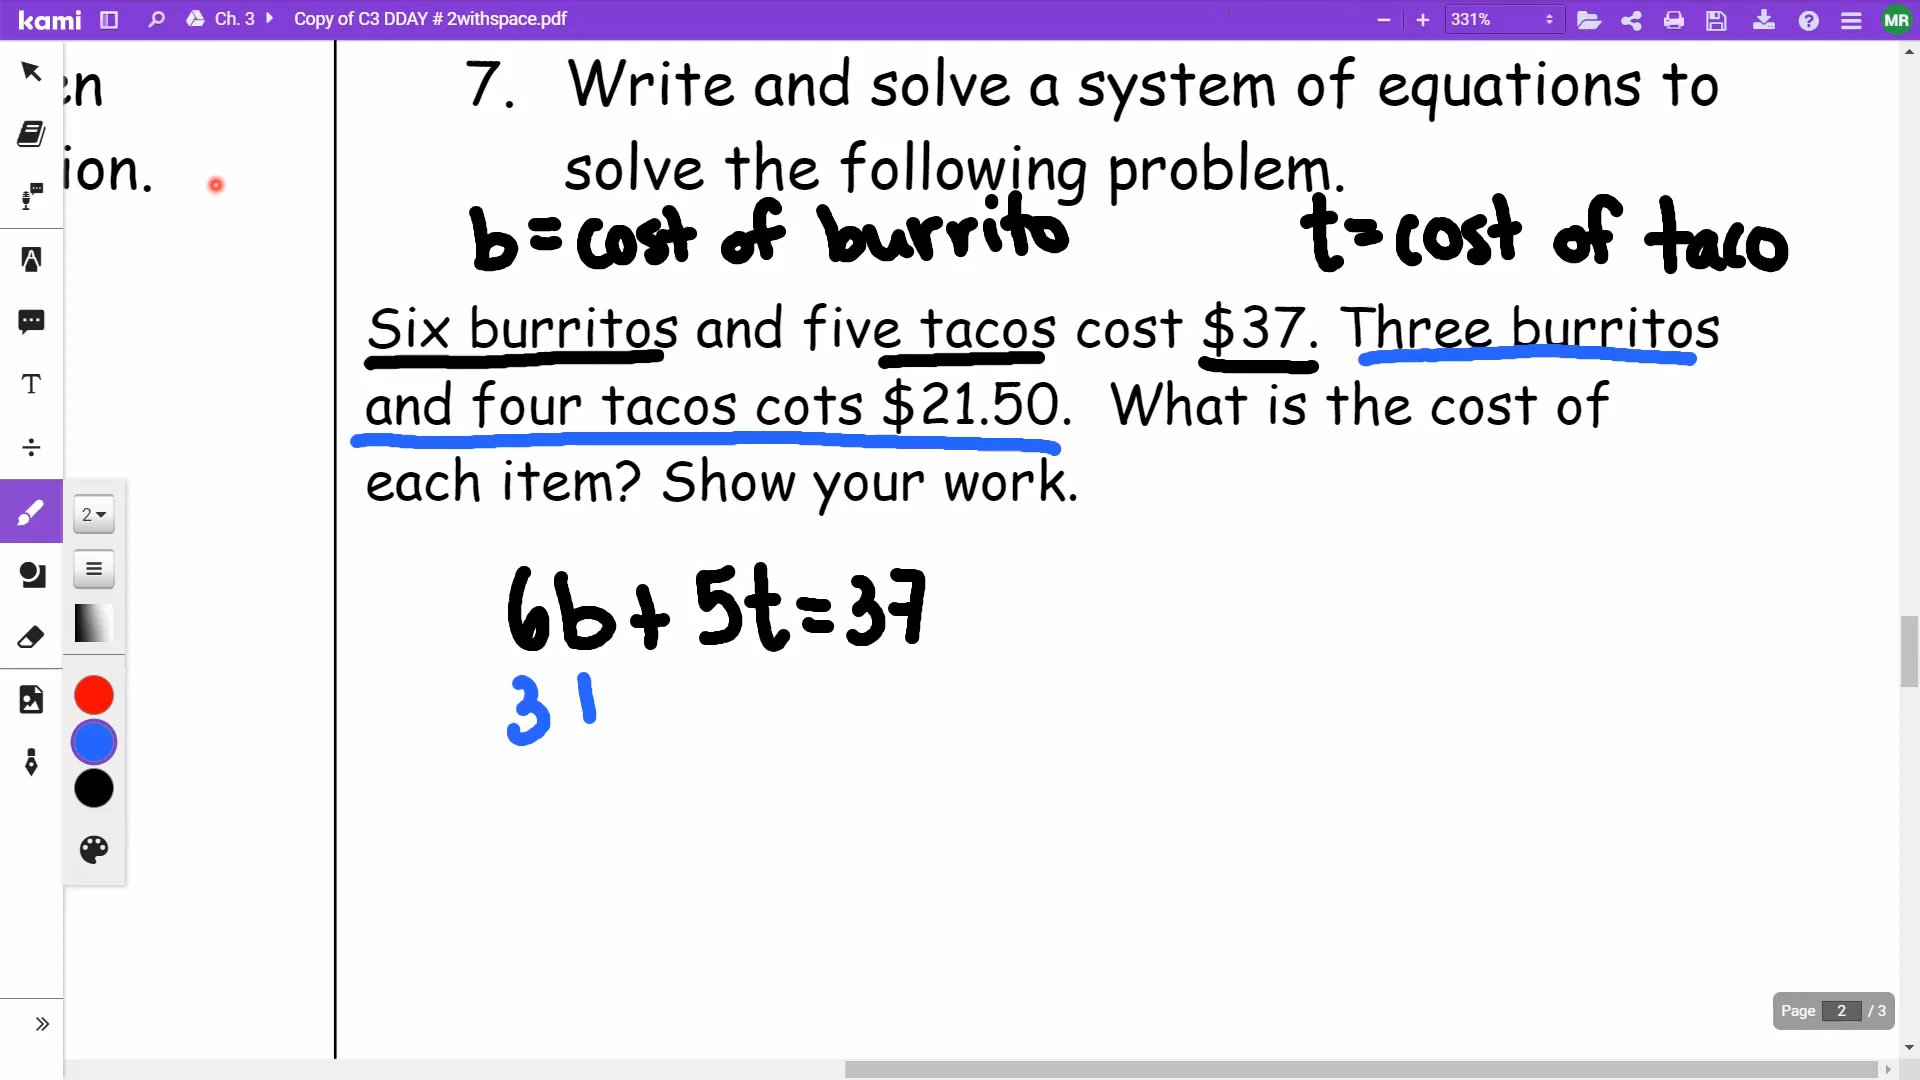 kami Ch. 3 Copy of C3 DDAY # 2withspace.pdf 331% MR
en
ion.
7. Write and solve a system of equations to
solve the following problem.
b = cost of burrito t = cost of taco
Six burritos and five tacos cost $37. Three burritos
and four tacos cots $21.50. What is the cost of
each item? Show your work.
6b + 5t = 37
3
2
Page 2 / 3